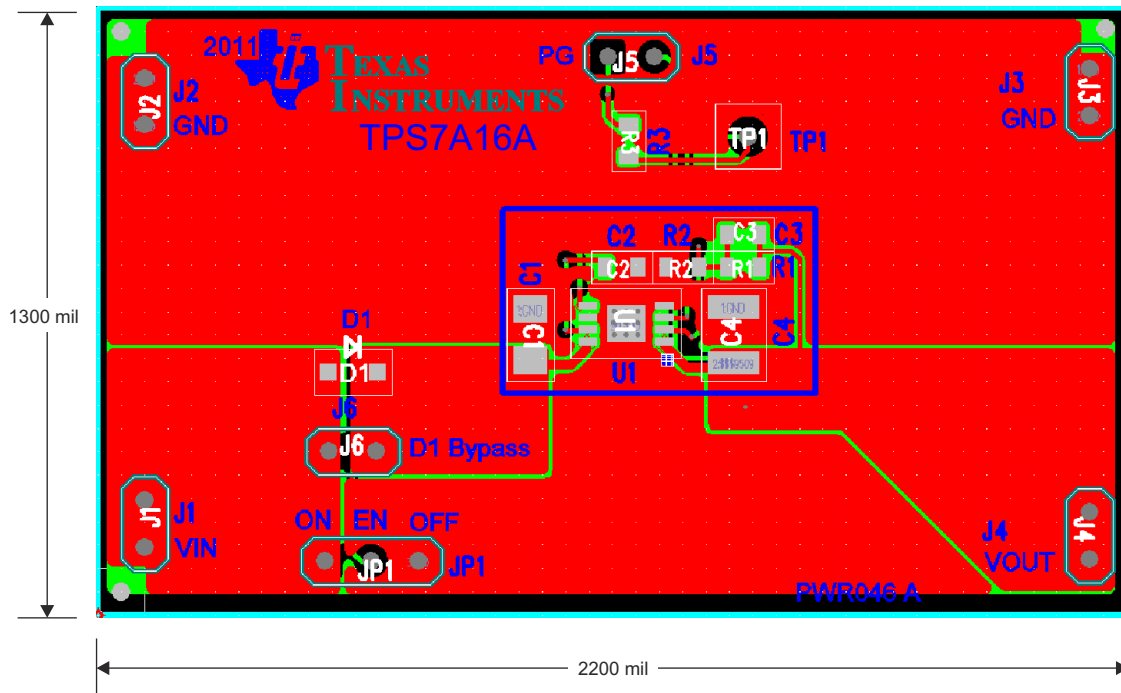 2011
TEXAS
INSTRUMENTS
TPS7A16A
PG
J5
J5
J2
J2
GND
J3
J3
GND
R3
R3
TP1
TP1
C2
R2
C3
C3
C2
R2
R1
R1
C1
1GND
C1
U1
U1
1GND
C4
C4
1300 mil
D1
D1
J6
J6
D1 Bypass
J1
J1
VIN
ON EN OFF
JP1
JP1
J4
J4
VOUT
PWR046 A
2200 mil